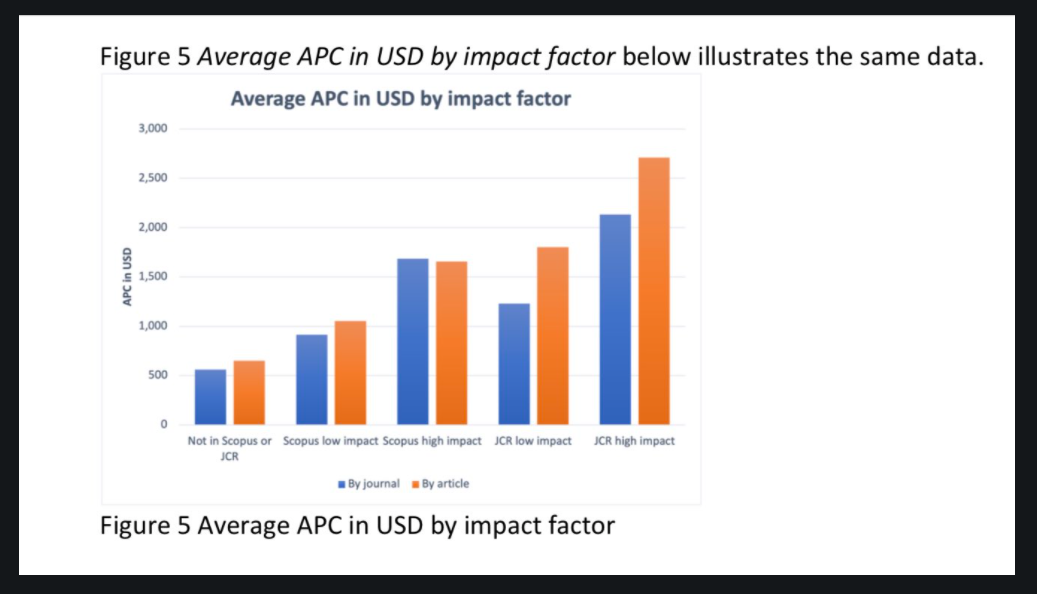 Figure 5 Average APC in USD by impact factor below illustrates the same data.
Average APC in USD by impact factor
3,000
2,500
2,000
1,500
1,000
500
0
APC in USD
Not in Scopus or JCR
Scopus low impact
Scopus high impact
JCR low impact
JCR high impact
By journal
By article
Figure 5 Average APC in USD by impact factor